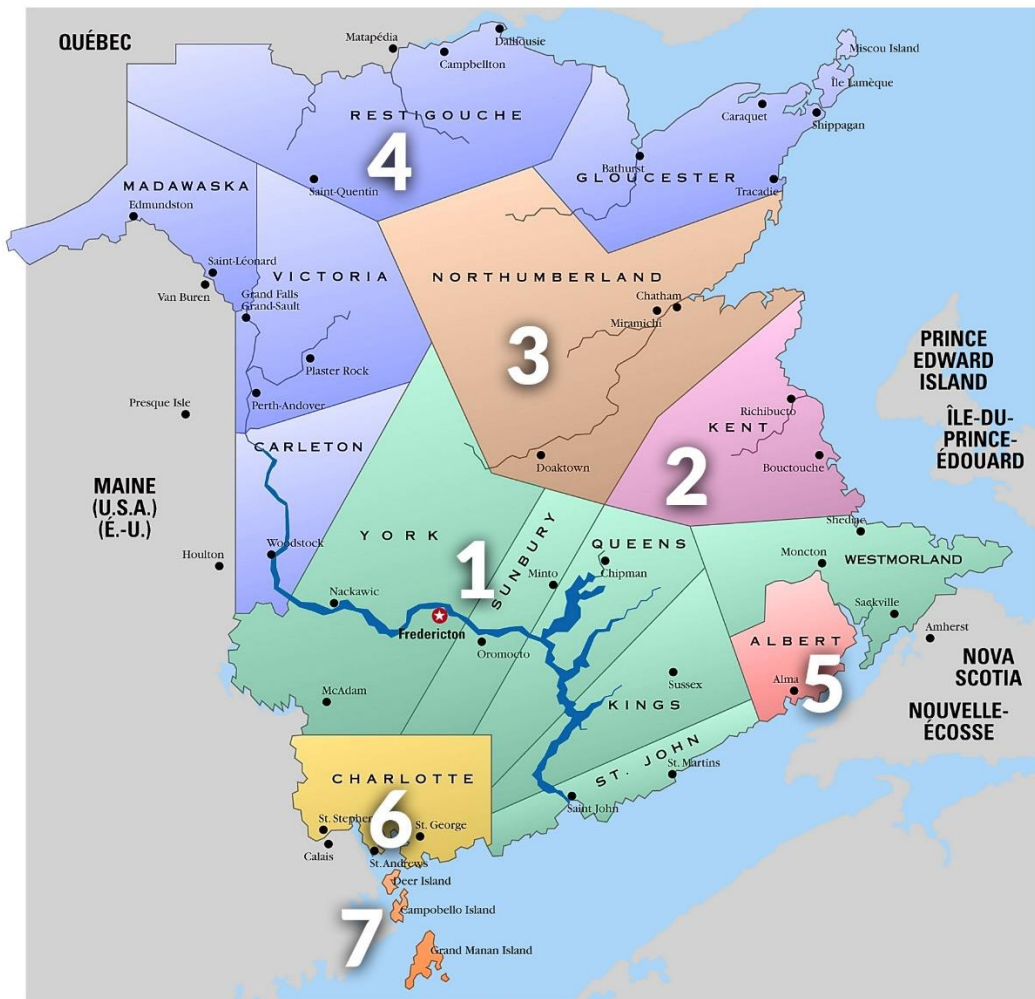 QUÉBEC
Matapédia
Dalhousie
Campbellton
Miscou Island
Île Lamèque
RESTIGOUCHE
Caraquet
Shippagan
4
Bathurst
GLOUCESTER
Saint-Quentin
Tracadie
MADAWASKA
Edmundston
Saint-Léonard
VICTORIA
NORTHUMBERLAND
Van Buren
Grand Falls
Grand-Sault
Chatham
Miramichi
3
PRINCE
EDWARD
ISLAND
Plaster Rock
Presque Isle
Perth-Andover
Richibucto
KENT
ÎLE-DU-
PRINCE-
ÉDOUARD
CARLETON
Doaktown
2
Bouctouche
MAINE
(U.S.A.)
(É.-U.)
Shediac
YORK
1
SUNBURY
QUEENS
Houlton
Woodstock
Minto
Chipman
Moncton
WESTMORLAND
Nackawic
Fredericton
Oromocto
Sackville
Amherst
ALBERT
5
Alma
NOVA
SCOTIA
NOUVELLE-
ÉCOSSE
McAdam
Sussex
KINGS
ST. JOHN
St. Martins
Saint John
CHARLOTTE
6
St. Stephen
St. George
Calais
St. Andrews
Deer Island
7
Campobello Island
Grand Manan Island